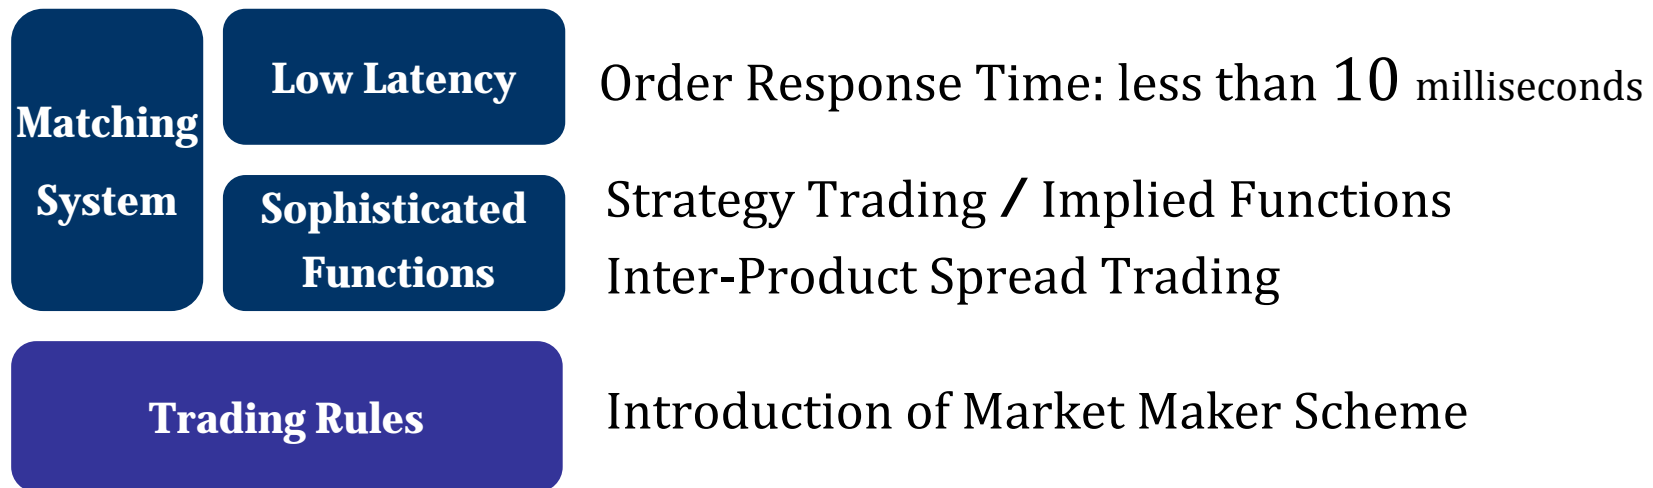 Matching
System
Low Latency
Order Response Time: less than 10 milliseconds
Sophisticated
Functions
Strategy Trading / Implied Functions
Inter-Product Spread Trading
Trading Rules
Introduction of Market Maker Scheme